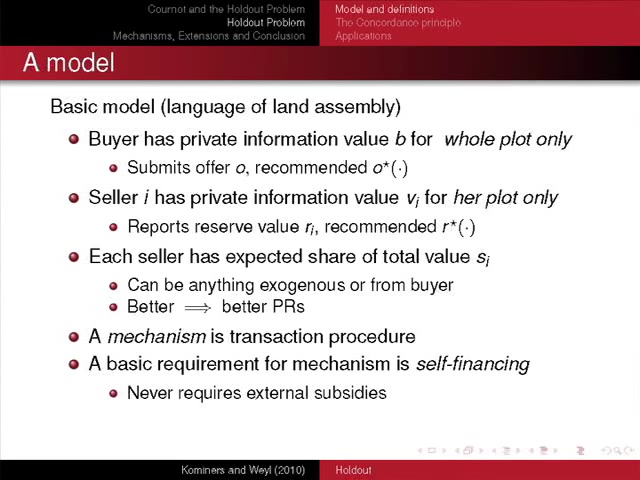 Cournot and the Holdout Problem
Holdout Problem
Mechanisms, Extensions and Conclusion
Model and definitions
The Concordance principle
Applications
A model
Basic model (language of land assembly)
Buyer has private information value b for whole plot only
Submits offer o, recommended o*(·)
Seller i has private information value vᵢ for her plot only
Reports reserve value rᵢ, recommended r*(·)
Each seller has expected share of total value sᵢ
Can be anything exogenous or from buyer
Better ⟹ better PRs
A mechanism is transaction procedure
A basic requirement for mechanism is self-financing
Never requires external subsidies
Kominers and Weyl (2010)
Holdout